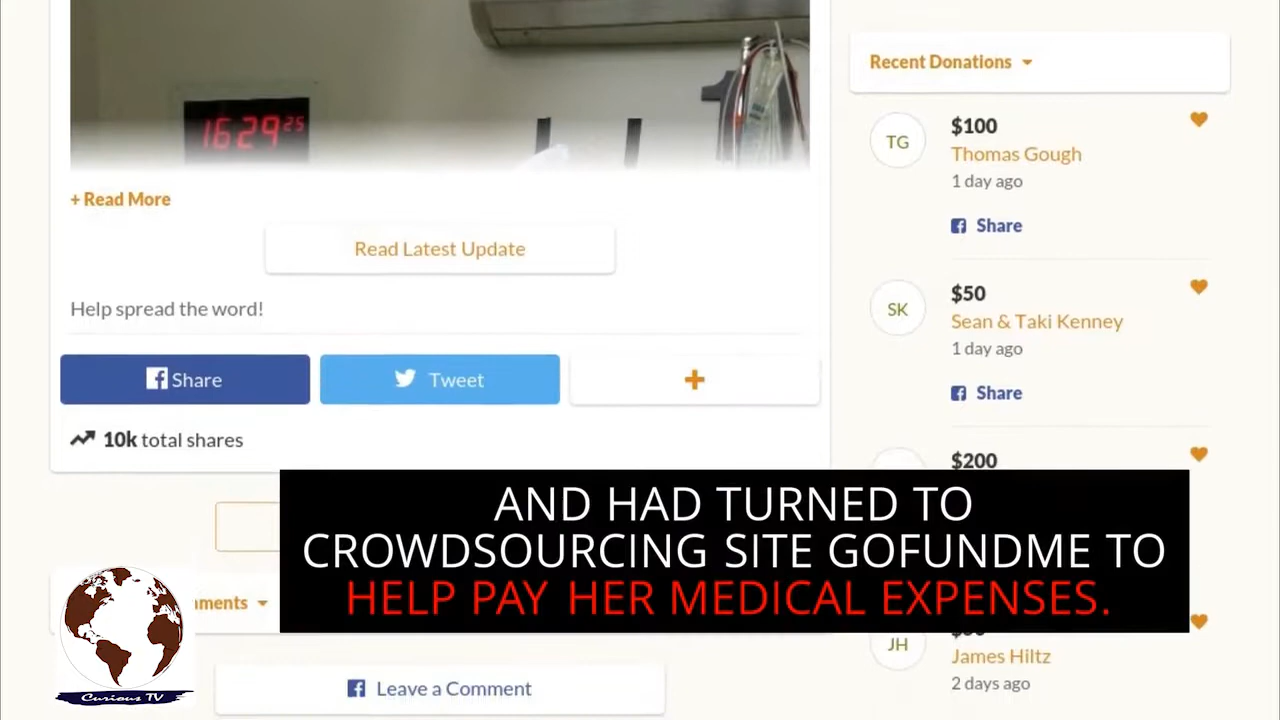 16 29 25
+ Read More
Read Latest Update
Help spread the word!
Share
Tweet
10k total shares
Recent Donations
TG
$100
Thomas Gough
1 day ago
Share
SK
$50
Sean & Taki Kenney
1 day ago
Share
$200
AND HAD TURNED TO
CROWDSOURCING SITE GOFUNDME TO
HELP PAY HER MEDICAL EXPENSES.
JH
James Hiltz
2 days ago
Leave a Comment
Curious TV